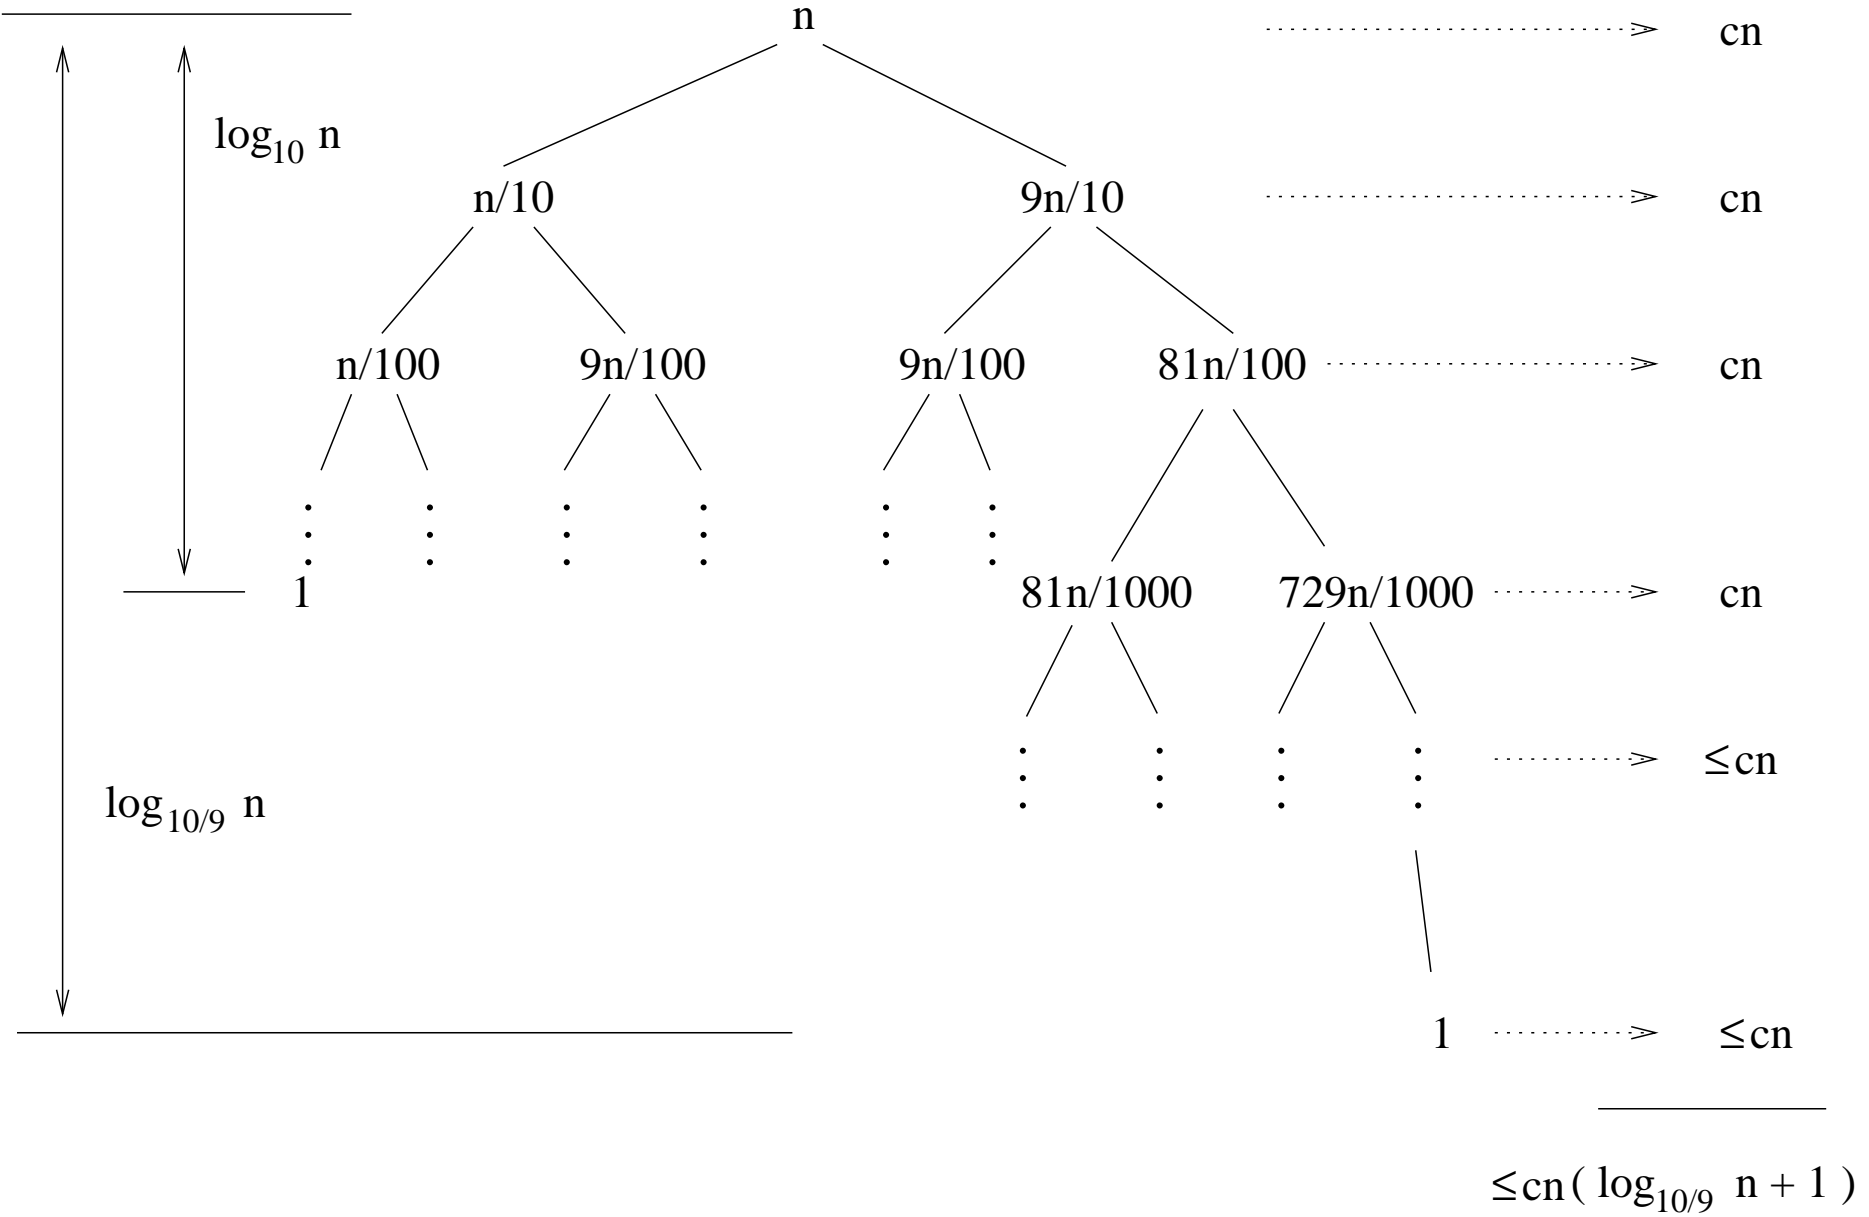 n cn
log₁₀ n
n/10 9n/10 cn
n/100 9n/100 9n/100 81n/100 cn
1 81n/1000 729n/1000 cn
≤cn
log₁₀/₉ n
1 ≤cn
≤cn ( log₁₀/₉ n + 1 )